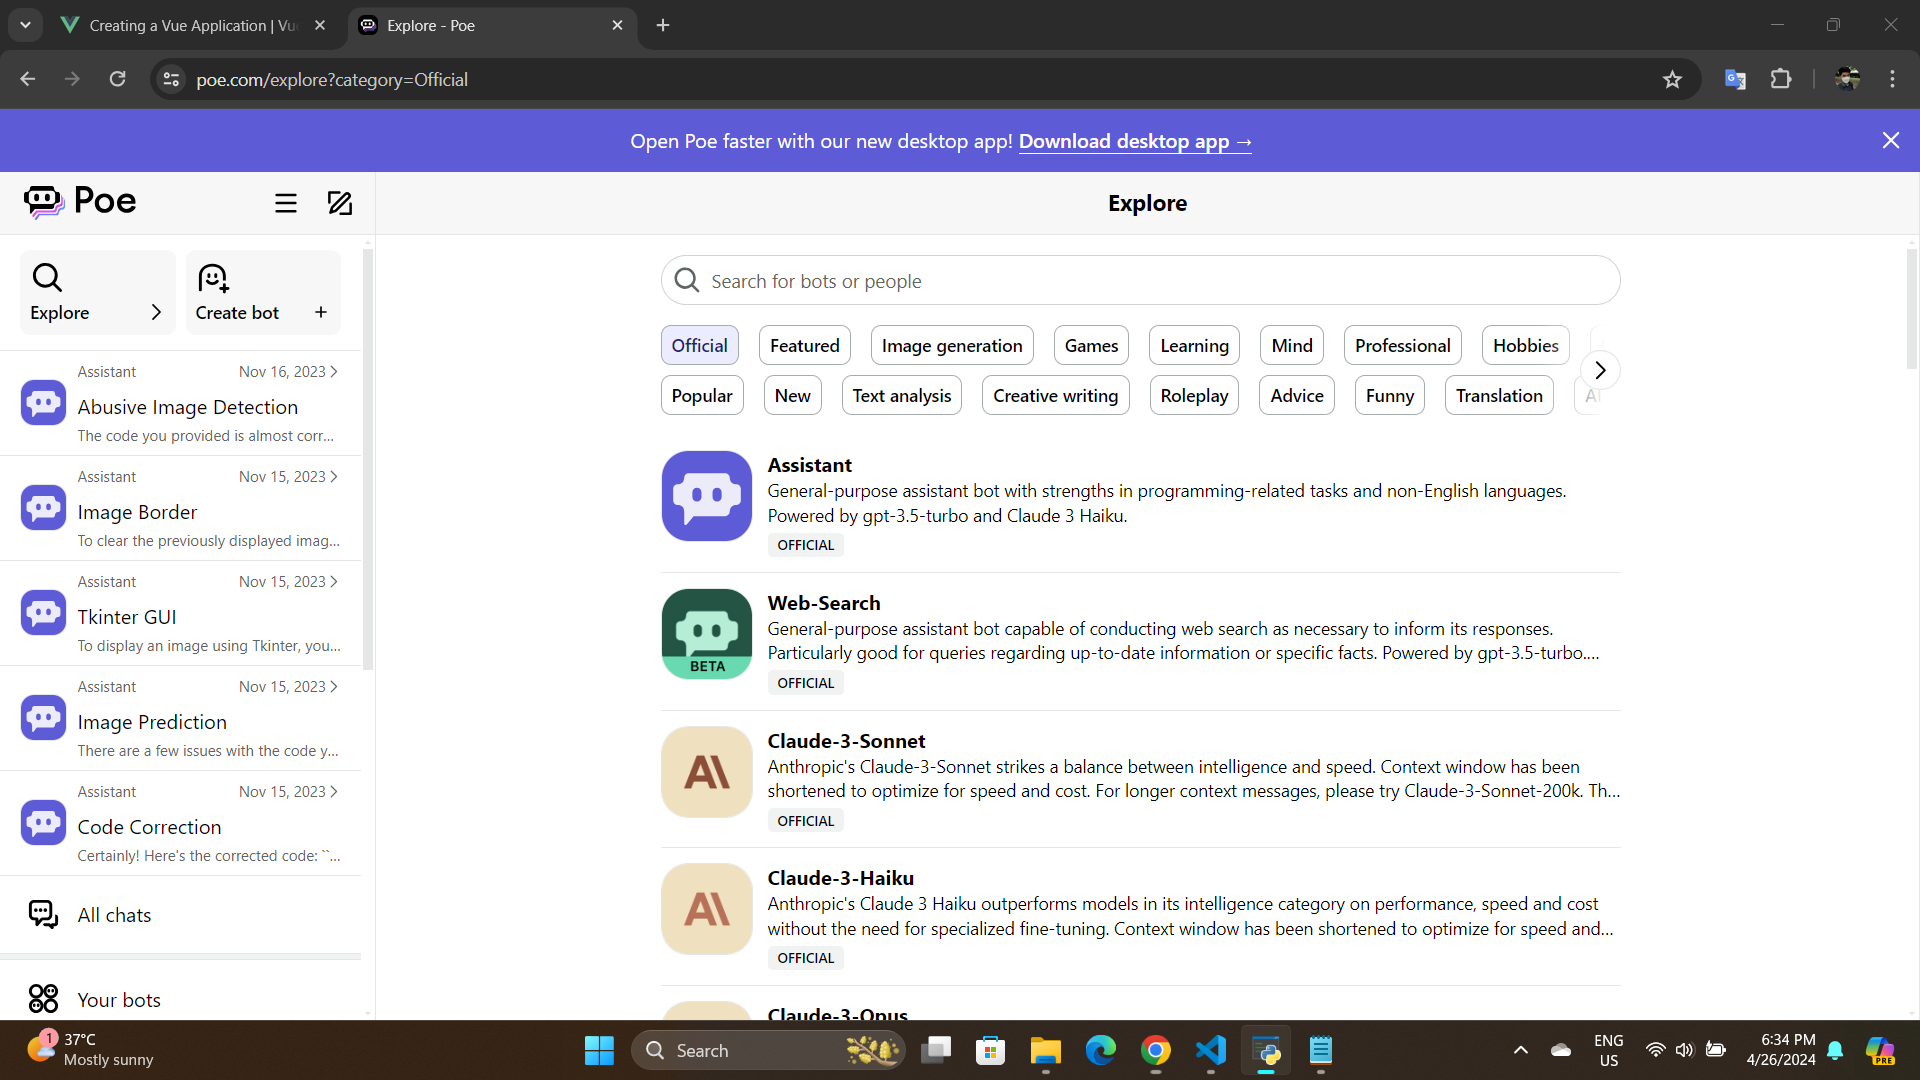 Creating a Vue Application | Vu
Explore - Poe
poe.com/explore?category=Official
Open Poe faster with our new desktop app! Download desktop app →
Poe
Explore
Explore
Create bot +
Assistant Nov 16, 2023
Abusive Image Detection
The code you provided is almost corr...
Assistant Nov 15, 2023
Image Border
To clear the previously displayed imag...
Assistant Nov 15, 2023
Tkinter GUI
To display an image using Tkinter, you...
Assistant Nov 15, 2023
Image Prediction
There are a few issues with the code y...
Assistant Nov 15, 2023
Code Correction
Certainly! Here's the corrected code: ``...
All chats
Your bots
Search for bots or people
Official Featured Image generation Games Learning Mind Professional Hobbies
Popular New Text analysis Creative writing Roleplay Advice Funny Translation
Assistant
General-purpose assistant bot with strengths in programming-related tasks and non-English languages.
Powered by gpt-3.5-turbo and Claude 3 Haiku.
OFFICIAL
BETA
Web-Search
General-purpose assistant bot capable of conducting web search as necessary to inform its responses.
Particularly good for queries regarding up-to-date information or specific facts. Powered by gpt-3.5-turbo....
OFFICIAL
Claude-3-Sonnet
Anthropic's Claude-3-Sonnet strikes a balance between intelligence and speed. Context window has been
shortened to optimize for speed and cost. For longer context messages, please try Claude-3-Sonnet-200k. Th...
OFFICIAL
Claude-3-Haiku
Anthropic's Claude 3 Haiku outperforms models in its intelligence category on performance, speed and cost
without the need for specialized fine-tuning. Context window has been shortened to optimize for speed and...
OFFICIAL
Claude-3-Opus
1
37°C
Mostly sunny
Search
ENG
US
6:34 PM
4/26/2024
PRE